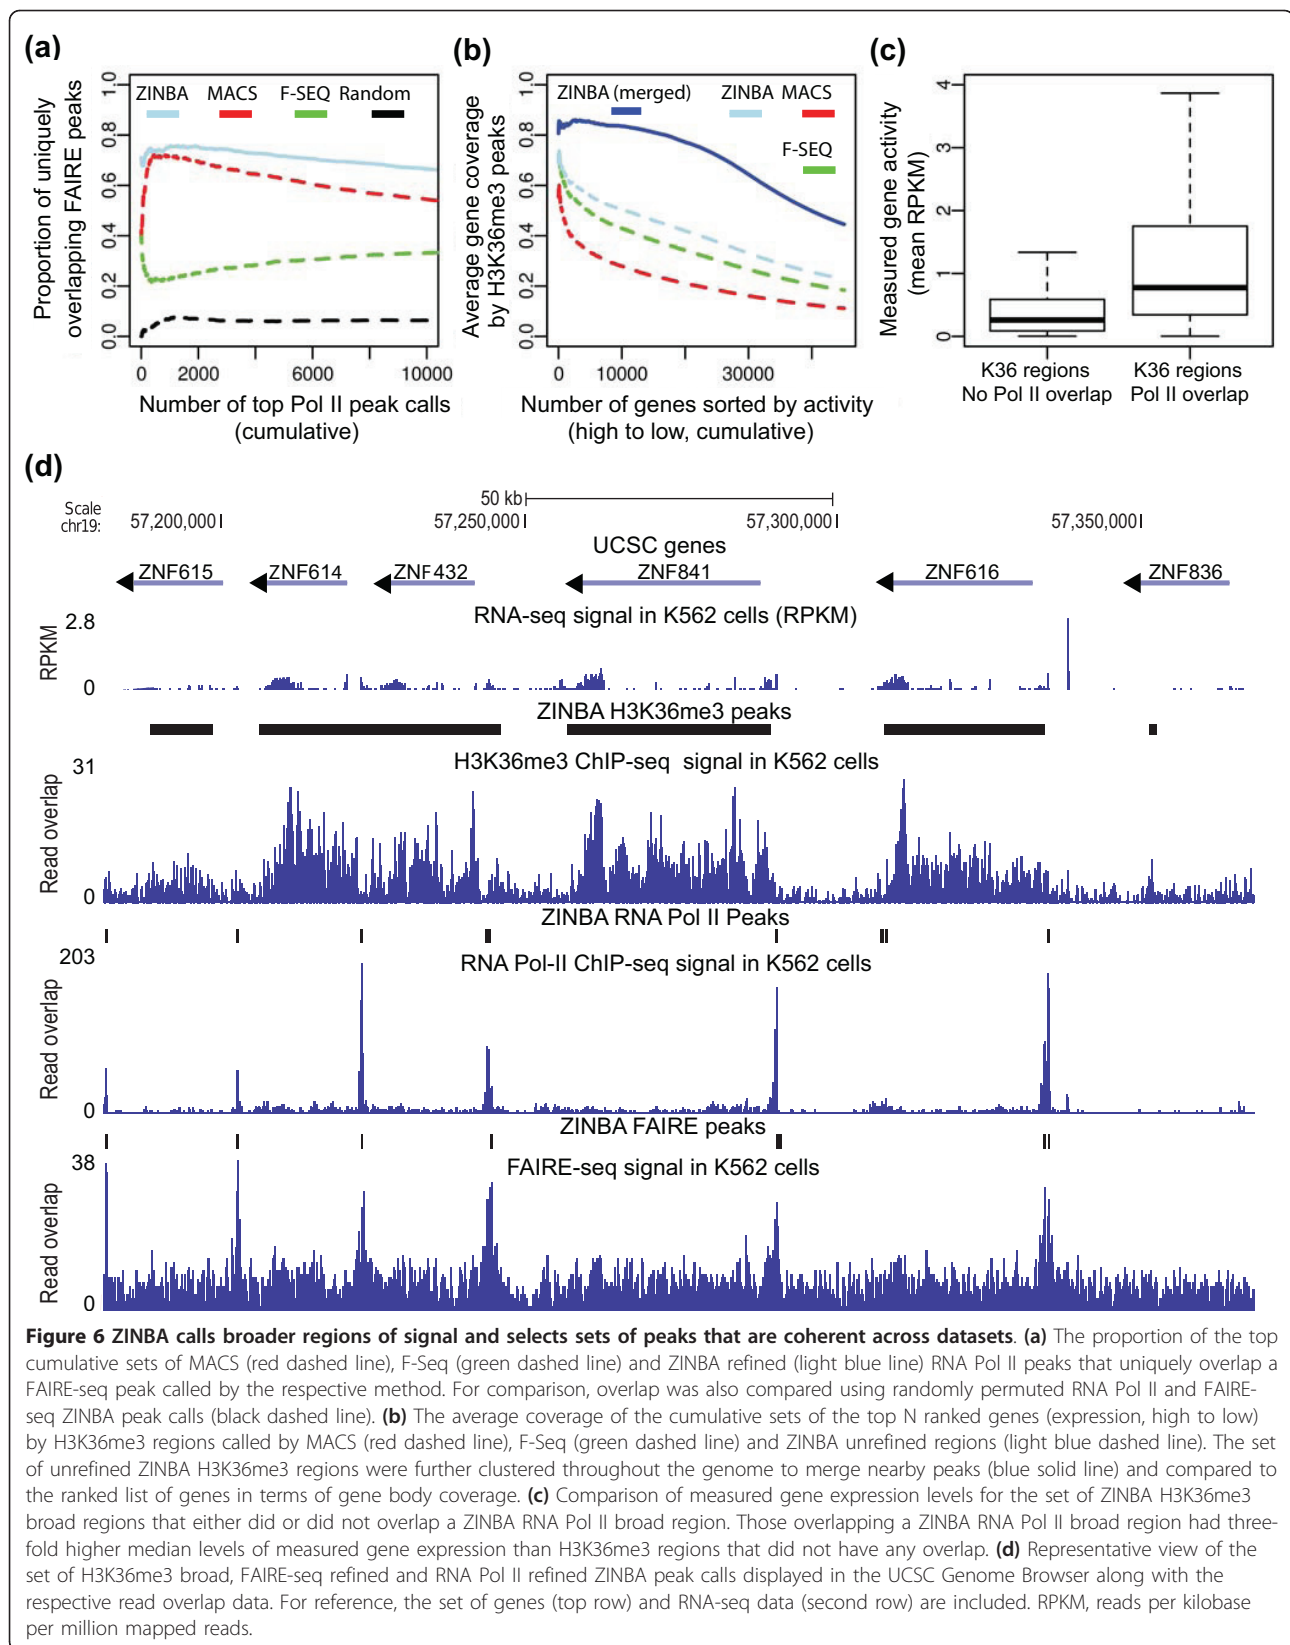 (a)
(b)
(c)
Proportion of uniquely
overlapping FAIRE peaks
0.0
0.2
0.4
0.6
0.8
1.0
ZINBA MACS F-SEQ Random
0 2000 6000 10000
Number of top Pol II peak calls
(cumulative)
Average gene coverage
by H3K36me3 peaks
0.0
0.2
0.4
0.6
0.8
1.0
ZINBA (merged) ZINBA MACS
F-SEQ
0 10000 30000
Number of genes sorted by activity
(high to low, cumulative)
Measured gene activity
(mean RPKM)
0
1
2
3
4
K36 regions
No Pol II overlap
K36 regions
Pol II overlap
(d)
Scale
chr19:
50 kb
57,200,000
57,250,000
57,300,000
57,350,000
UCSC genes
ZNF615 ZNF614 ZNF432 ZNF841 ZNF616 ZNF836
RNA-seq signal in K562 cells (RPKM)
2.8
RPKM
0
ZINBA H3K36me3 peaks
H3K36me3 ChIP-seq signal in K562 cells
31
Read overlap
0
ZINBA RNA Pol II Peaks
RNA Pol-II ChIP-seq signal in K562 cells
203
Read overlap
0
ZINBA FAIRE peaks
FAIRE-seq signal in K562 cells
38
Read overlap
0
Figure 6 ZINBA calls broader regions of signal and selects sets of peaks that are coherent across datasets. (a) The proportion of the top
cumulative sets of MACS (red dashed line), F-Seq (green dashed line) and ZINBA refined (light blue line) RNA Pol II peaks that uniquely overlap a
FAIRE-seq peak called by the respective method. For comparison, overlap was also compared using randomly permuted RNA Pol II and FAIRE-
seq ZINBA peak calls (black dashed line). (b) The average coverage of the cumulative sets of the top N ranked genes (expression, high to low)
by H3K36me3 regions called by MACS (red dashed line), F-Seq (green dashed line) and ZINBA unrefined regions (light blue dashed line). The set
of unrefined ZINBA H3K36me3 regions were further clustered throughout the genome to merge nearby peaks (blue solid line) and compared to
the ranked list of genes in terms of gene body coverage. (c) Comparison of measured gene expression levels for the set of ZINBA H3K36me3
broad regions that either did or did not overlap a ZINBA RNA Pol II broad region. Those overlapping a ZINBA RNA Pol II broad region had three-
fold higher median levels of measured gene expression than H3K36me3 regions that did not have any overlap. (d) Representative view of the
set of H3K36me3 broad, FAIRE-seq refined and RNA Pol II refined ZINBA peak calls displayed in the UCSC Genome Browser along with the
respective read overlap data. For reference, the set of genes (top row) and RNA-seq data (second row) are included. RPKM, reads per kilobase
per million mapped reads.